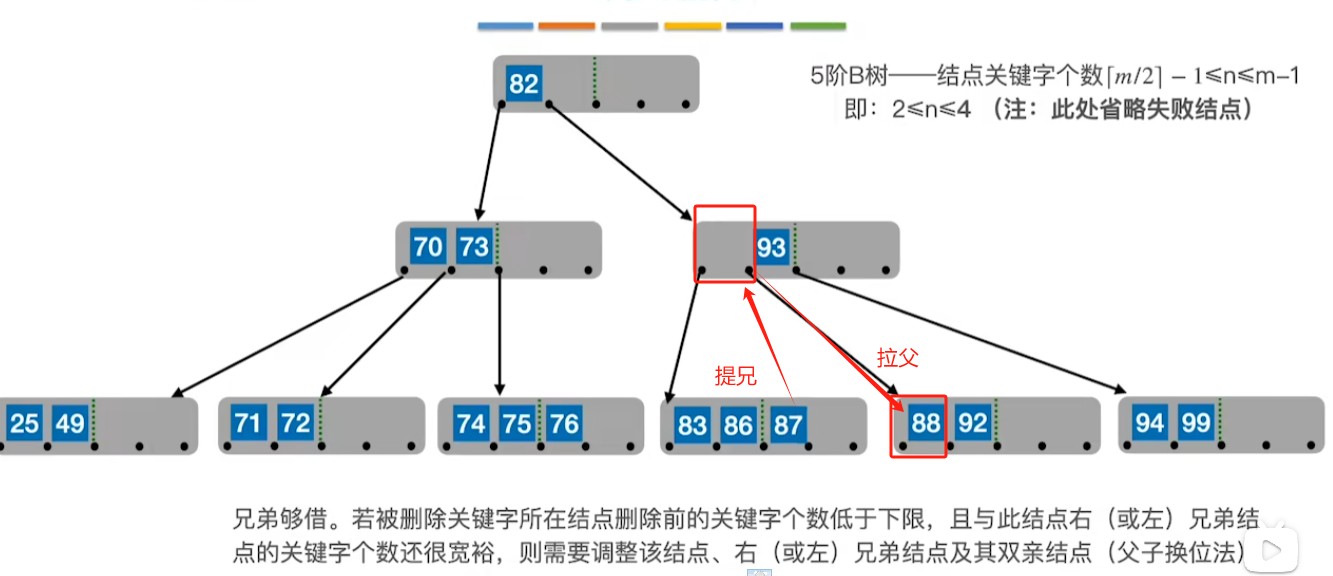 5阶B树——结点关键字个数⌈m/2⌉ − 1⩽n⩽m−1
即：2⩽n⩽4 （注：此处省略失败结点）
82
70 73
93
提兄
拉父
25 49
71 72
74 75 76
83 86 87
88 92
94 99
兄弟够借。若被删除关键字所在结点删除前的关键字个数低于下限，且与此结点右（或左）兄弟结
点的关键字个数还很宽裕，则需要调整该结点、右（或左）兄弟结点及其双亲结点（父子换位法）